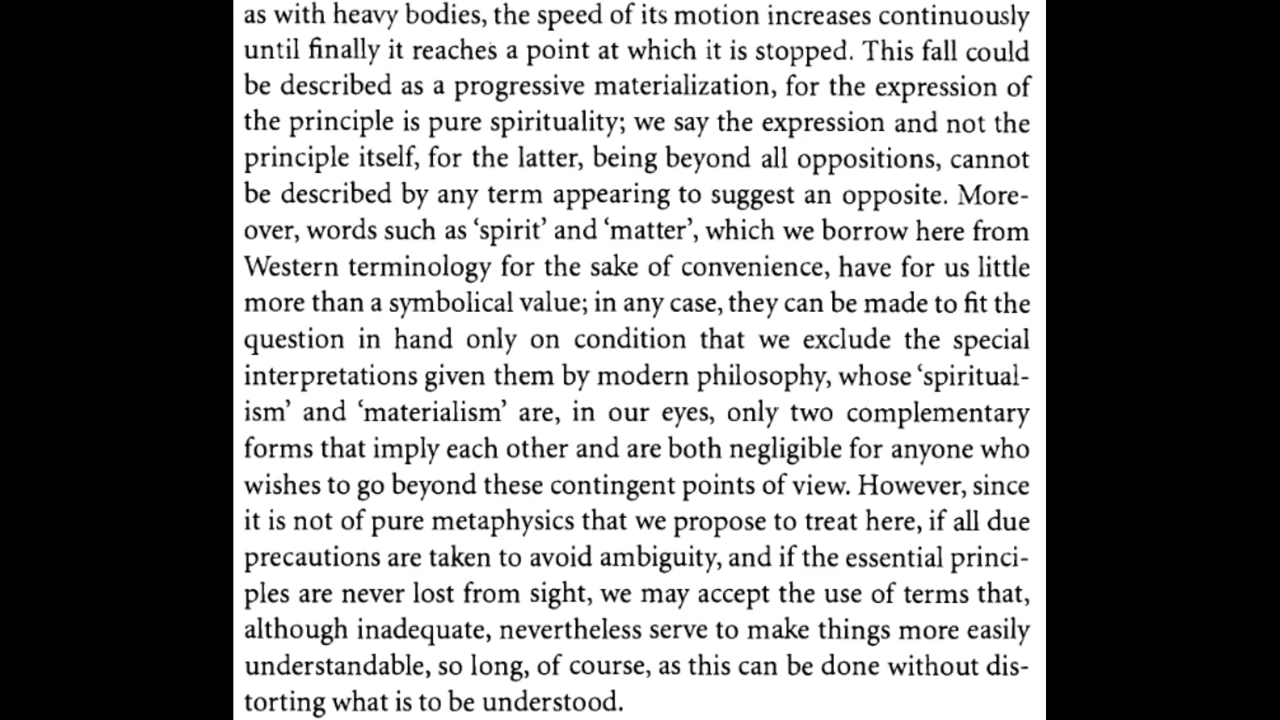 as with heavy bodies, the speed of its motion increases continuously
until finally it reaches a point at which it is stopped. This fall could
be described as a progressive materialization, for the expression of
the principle is pure spirituality; we say the expression and not the
principle itself, for the latter, being beyond all oppositions, cannot
be described by any term appearing to suggest an opposite. More-
over, words such as ‘spirit’ and ‘matter’, which we borrow here from
Western terminology for the sake of convenience, have for us little
more than a symbolical value; in any case, they can be made to fit the
question in hand only on condition that we exclude the special
interpretations given them by modern philosophy, whose ‘spiritual-
ism’ and ‘materialism’ are, in our eyes, only two complementary
forms that imply each other and are both negligible for anyone who
wishes to go beyond these contingent points of view. However, since
it is not of pure metaphysics that we propose to treat here, if all due
precautions are taken to avoid ambiguity, and if the essential princi-
ples are never lost from sight, we may accept the use of terms that,
although inadequate, nevertheless serve to make things more easily
understandable, so long, of course, as this can be done without dis-
torting what is to be understood.